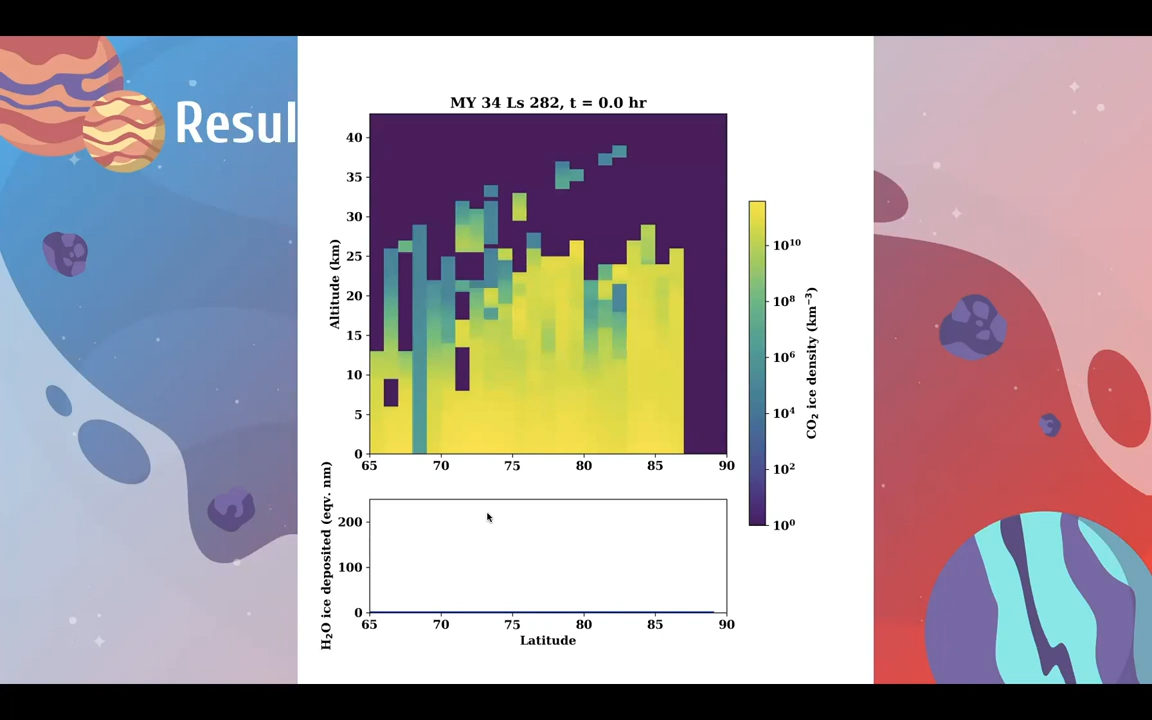 Resul
MY 34 Ls 282, t = 0.0 hr
Altitude (km)
40
35
30
25
20
15
10
5
0
65 70 75 80 85 90
CO₂ ice density (km⁻³)
10¹⁰
10⁸
10⁶
10⁴
10²
10⁰
H₂O ice deposited (eqv. nm)
200
100
0
65 70 75 80 85 90
Latitude